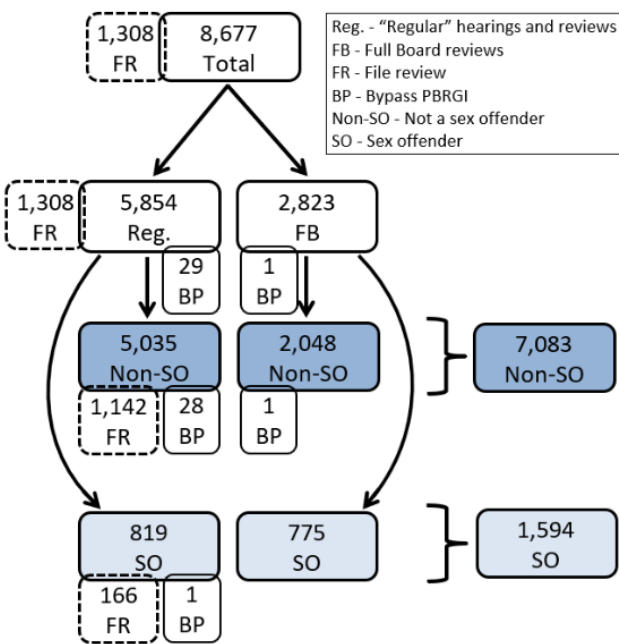 1,308
FR
8,677
Total
Reg. - “Regular” hearings and reviews
FB - Full Board reviews
FR - File review
BP - Bypass PBRGI
Non-SO - Not a sex offender
SO - Sex offender
1,308
FR
5,854
Reg.
2,823
FB
29
BP
1
BP
5,035
Non-SO
2,048
Non-SO
7,083
Non-SO
1,142
FR
28
BP
1
BP
819
SO
775
SO
1,594
SO
166
FR
1
BP